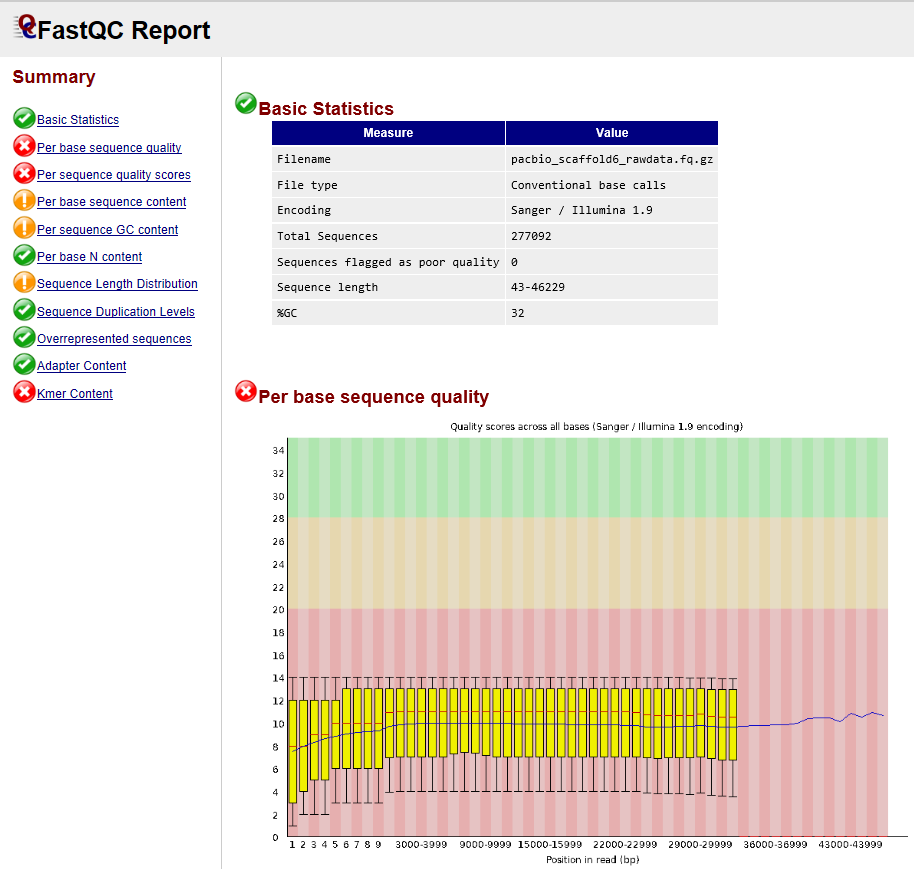 FastQC Report
Summary
Basic Statistics
Per base sequence quality
Per sequence quality scores
Per base sequence content
Per sequence GC content
Per base N content
Sequence Length Distribution
Sequence Duplication Levels
Overrepresented sequences
Adapter Content
Kmer Content
Basic Statistics
Measure Value
Filename pacbio_scaffold6_rawdata.fq.gz
File type Conventional base calls
Encoding Sanger / Illumina 1.9
Total Sequences 277092
Sequences flagged as poor quality 0
Sequence length 43-46229
%GC 32
Per base sequence quality
Quality scores across all bases (Sanger / Illumina 1.9 encoding)
34
32
30
28
26
24
22
20
18
16
14
12
10
8
6
4
2
0
1 2 3 4 5 6 7 8 9 3000-3999 9000-9999 15000-15999 22000-22999 29000-29999 36000-36999 43000-43999
Position in read (bp)